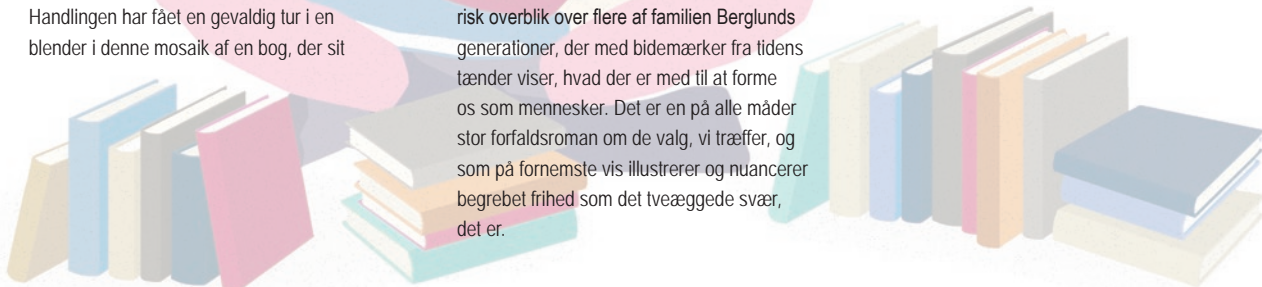 Handlingen har fået en gevaldig tur i en
blender i denne mosaik af en bog, der sit
risk overblik over flere af familien Berglunds
generationer, der med bidemærker fra tidens
tænder viser, hvad der er med til at forme
os som mennesker. Det er en på alle måder
stor forfaldsroman om de valg, vi træffer, og
som på fornemste vis illustrerer og nuancerer
begrebet frihed som det tveæggede svær,
det er.